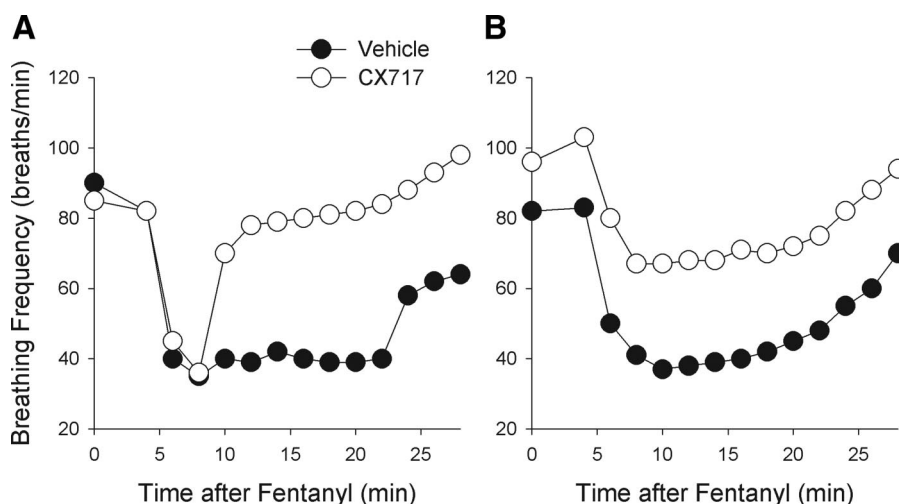 A
B
Vehicle
CX717
Breathing Frequency (breaths/min)
120
100
80
60
40
20
0 5 10 15 20 25
Time after Fentanyl (min)
120
100
80
60
40
20
0 5 10 15 20 25
Time after Fentanyl (min)